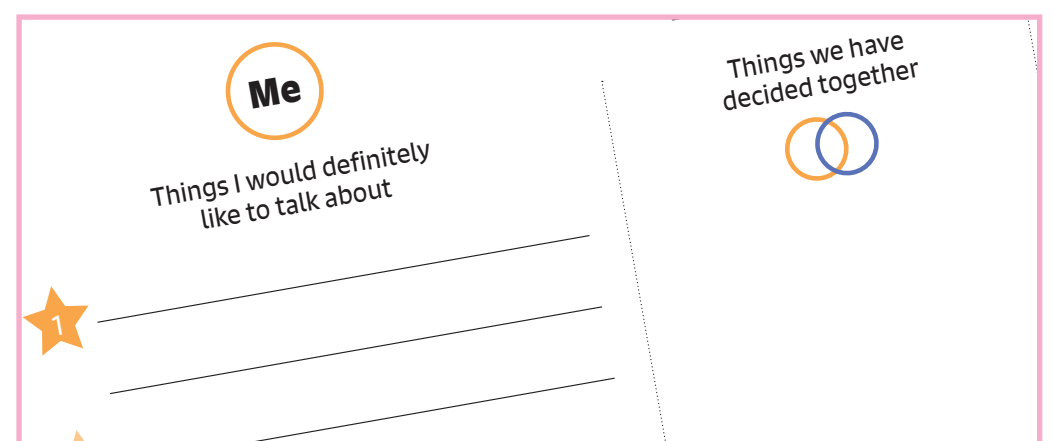 Me
Things I would definitely
like to talk about
1
Things we have
decided together